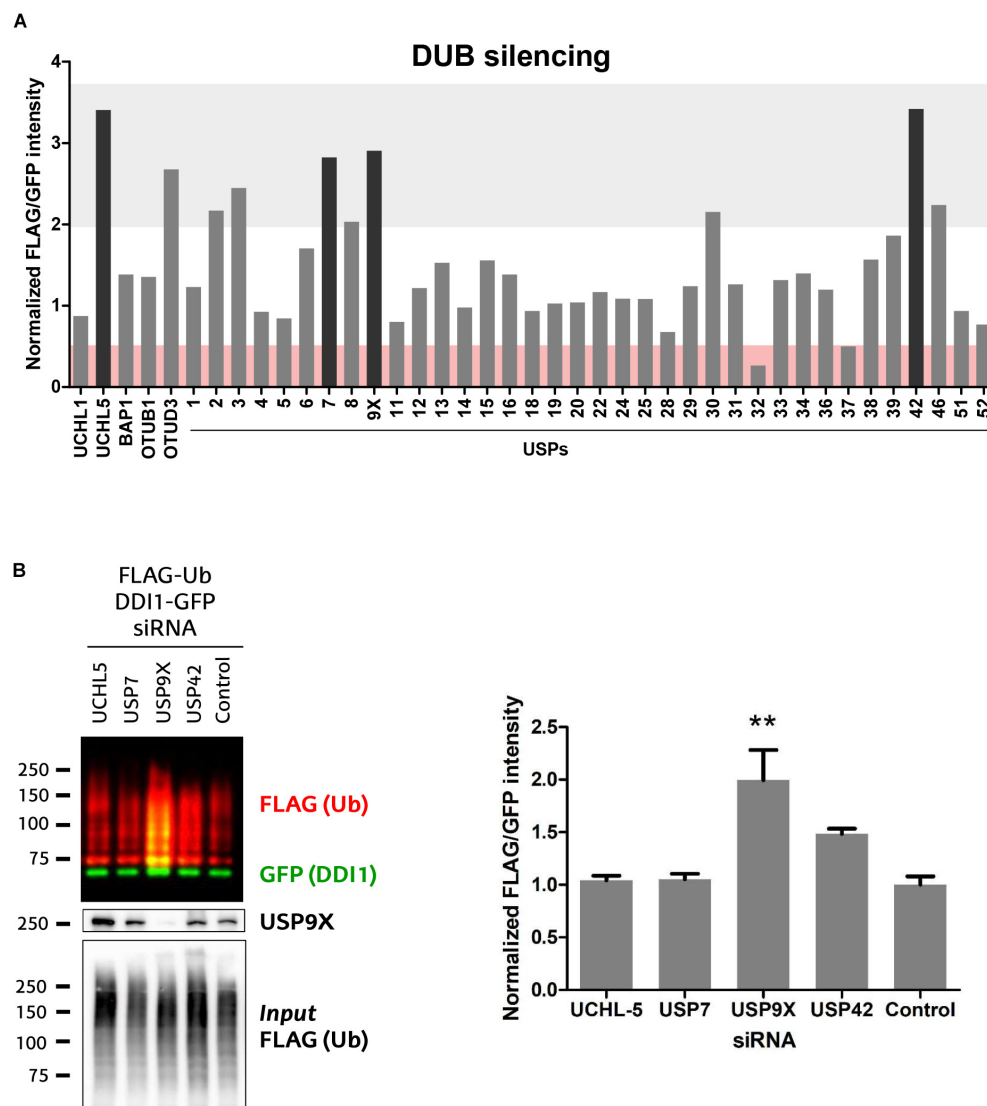 A
DUB silencing
Normalized FLAG/GFP intensity
4
3
2
1
0
UCHL1 UCHL5 BAP1 OTUB1 OTUD3 1 2 3 4 5 6 7 8 9X 11 12 13 14 15 16 18 19 20 22 24 25 28 29 30 31 32 37 33 34 36 37 38 39 42 46 51 52
USPs
B
FLAG-Ub
DDI1-GFP
siRNA
UCHL5 USP7 USP9X USP42 Control
250
150
100
75
FLAG (Ub)
GFP (DDI1)
250
USP9X
250
150
100
75
Input
FLAG (Ub)
Normalized FLAG/GFP intensity
2.5
2.0
1.5
1.0
0.5
0.0
**
UCHL-5 USP7 USP9X USP42 Control
siRNA